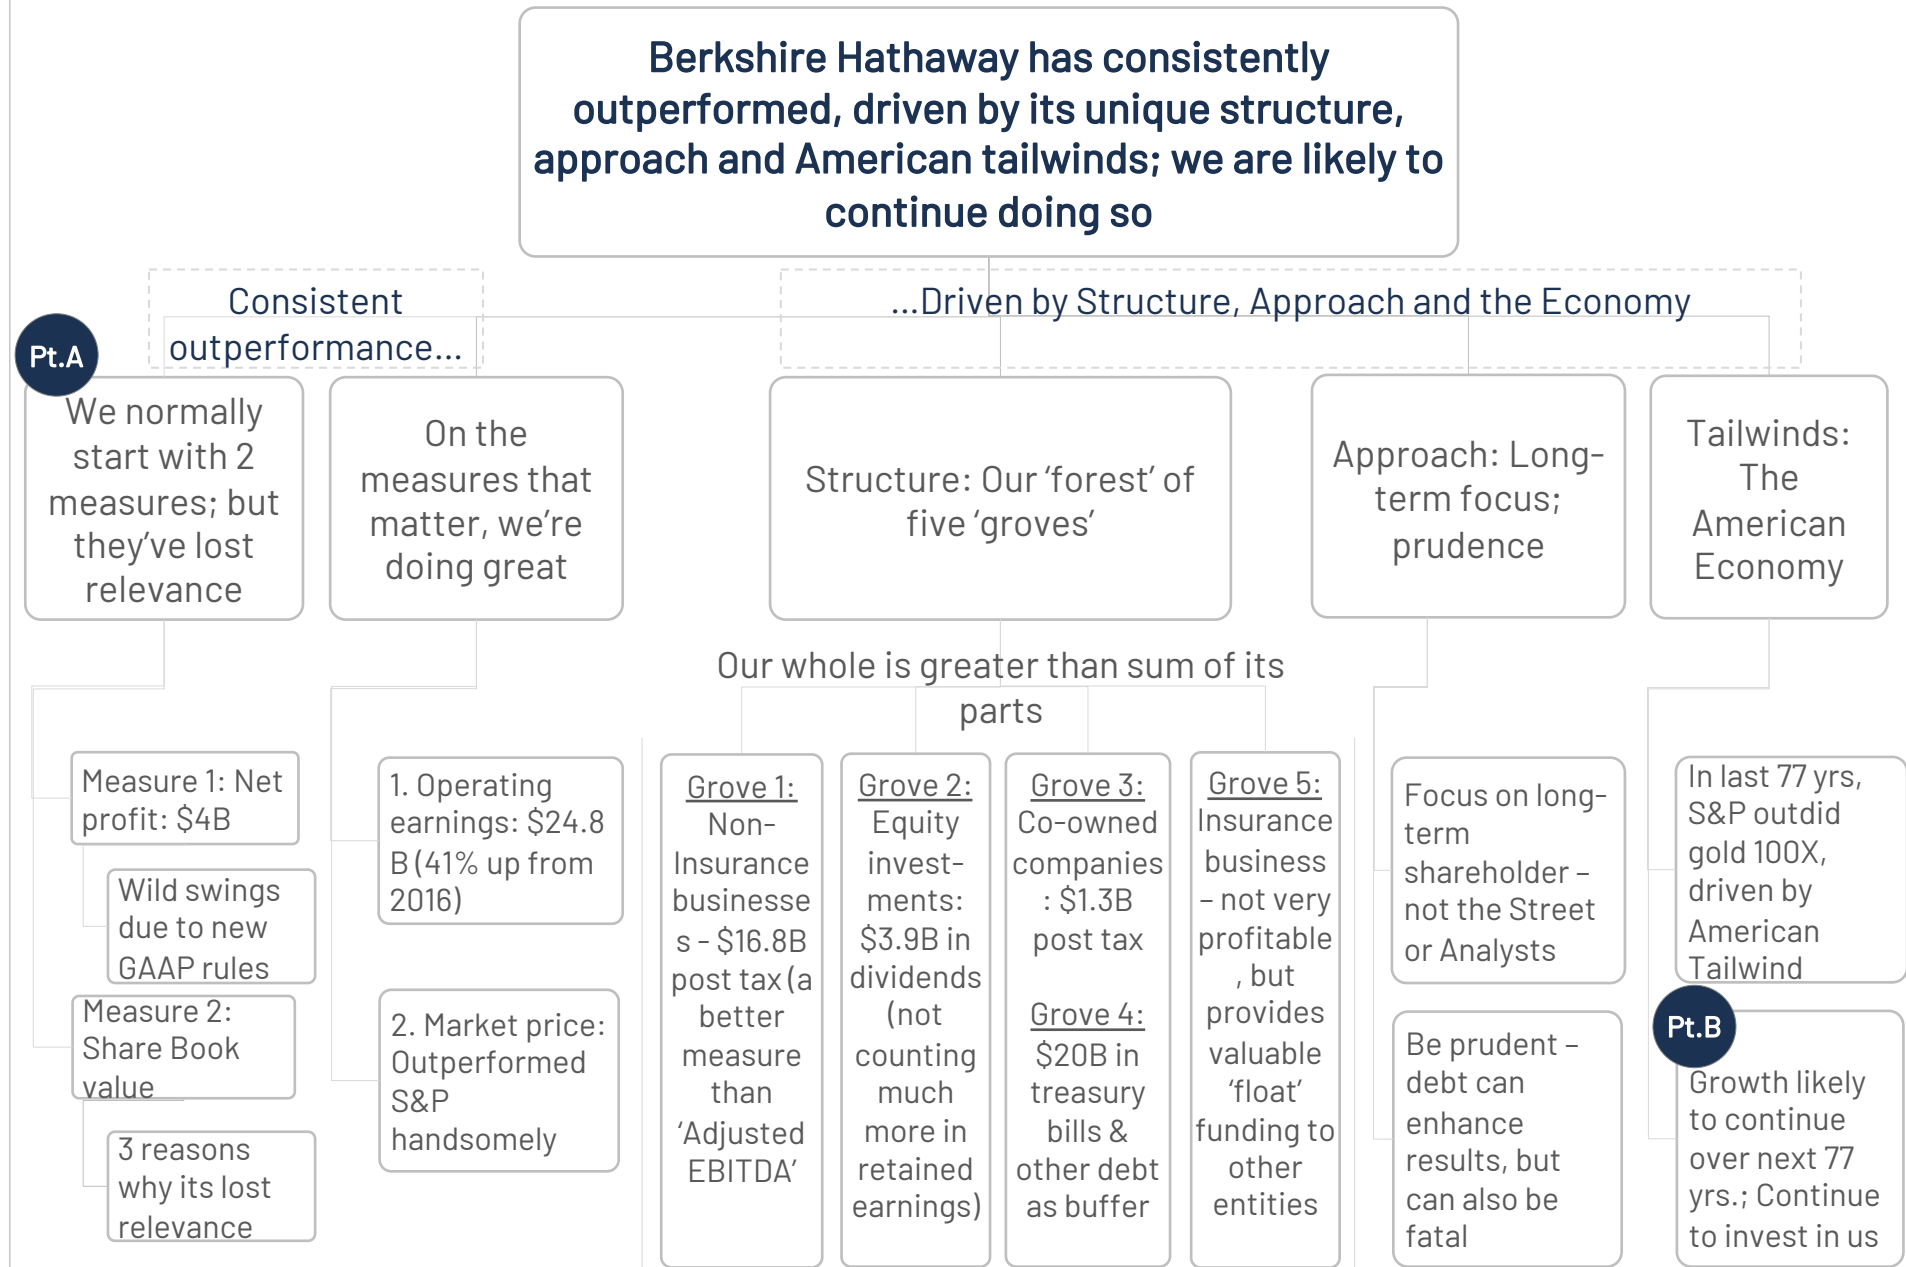 Berkshire Hathaway has consistently
outperformed, driven by its unique structure,
approach and American tailwinds; we are likely to
continue doing so
Consistent
outperformance...
...Driven by Structure, Approach and the Economy
Pt.A
We normally
start with 2
measures; but
they've lost
relevance
On the
measures that
matter, we're
doing great
Structure: Our 'forest' of
five 'groves'
Approach: Long-
term focus;
prudence
Tailwinds:
The
American
Economy
Our whole is greater than sum of its
parts
Measure 1: Net
profit: $4B
Wild swings
due to new
GAAP rules
Measure 2:
Share Book
value
3 reasons
why its lost
relevance
1. Operating
earnings: $24.8
B (41% up from
2016)
2. Market price:
Outperformed
S&P
handsomely
Grove 1:
Non-
Insurance
businesse
s - $16.8B
post tax (a
better
measure
than
'Adjusted
EBITDA'
Grove 2:
Equity
invest-
ments:
$3.9B in
dividends
(not
counting
much
more in
retained
earnings)
Grove 3:
Co-owned
companies
: $1.3B
post tax
Grove 4:
$20B in
treasury
bills &
other debt
as buffer
Grove 5:
Insurance
business
– not very
profitable
, but
provides
valuable
'float'
funding to
other
entities
Focus on long-
term
shareholder –
not the Street
or Analysts
Be prudent –
debt can
enhance
results, but
can also be
fatal
In last 77 yrs,
S&P outdid
gold 100X,
driven by
American
Tailwind
Pt.B
Growth likely
to continue
over next 77
yrs.; Continue
to invest in us